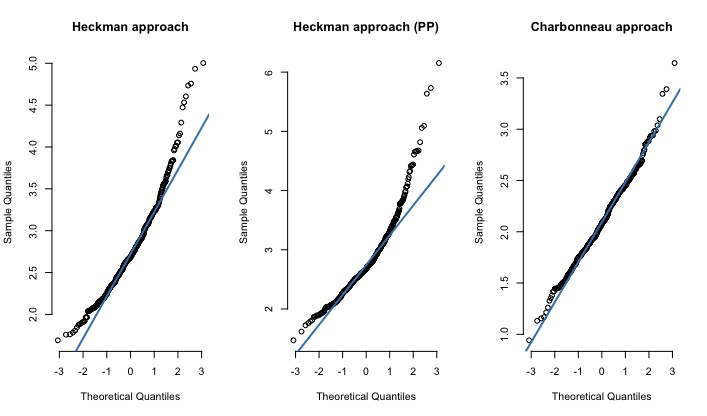 Heckman approach
Sample Quantiles
5.0
4.5
4.0
3.5
3.0
2.5
2.0
-3 -2 -1 0 1 2 3
Theoretical Quantiles
Heckman approach (PP)
Sample Quantiles
6
5
4
3
2
-3 -2 -1 0 1 2 3
Theoretical Quantiles
Charbonneau approach
Sample Quantiles
3.5
3.0
2.5
2.0
1.5
1.0
-3 -2 -1 0 1 2 3
Theoretical Quantiles